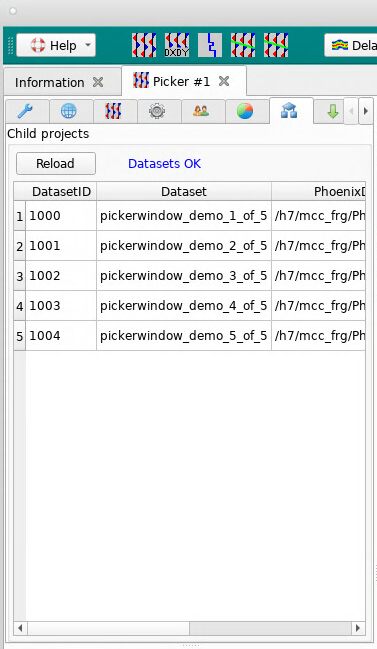 Help
DXDY
Dela
Information
Picker #1
Child projects
Reload
Datasets OK
DatasetID Dataset PhoenixD
1 1000 pickerwindow_demo_1_of_5 /h7/mcc_frg/Ph
2 1001 pickerwindow_demo_2_of_5 /h7/mcc_frg/Ph
3 1002 pickerwindow_demo_3_of_5 /h7/mcc_frg/Ph
4 1003 pickerwindow_demo_4_of_5 /h7/mcc_frg/Ph
5 1004 pickerwindow_demo_5_of_5 /h7/mcc_frg/Ph